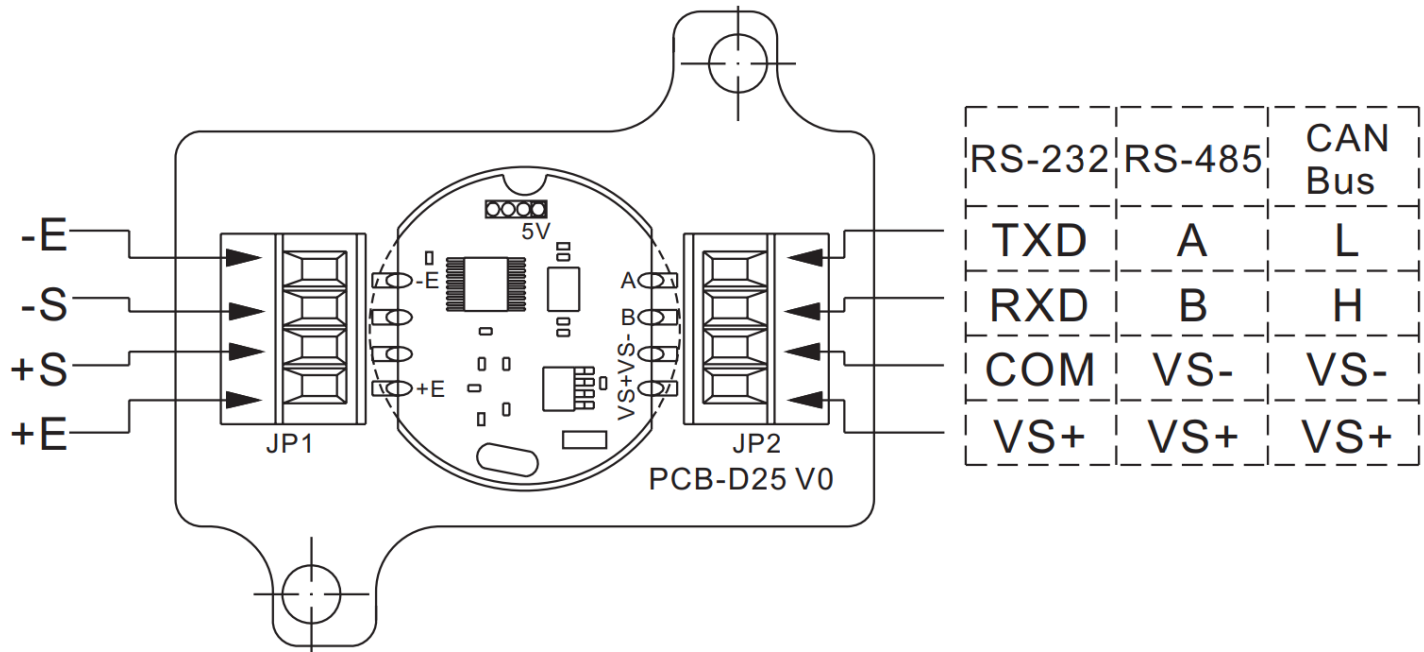 -E
-S
+S
+E
JP1
5V
-E
+E
A
B
VS-
VS+
JP2
PCB-D25 V0
RS-232 RS-485 CAN Bus
TXD A L
RXD B H
COM VS- VS-
VS+ VS+ VS+